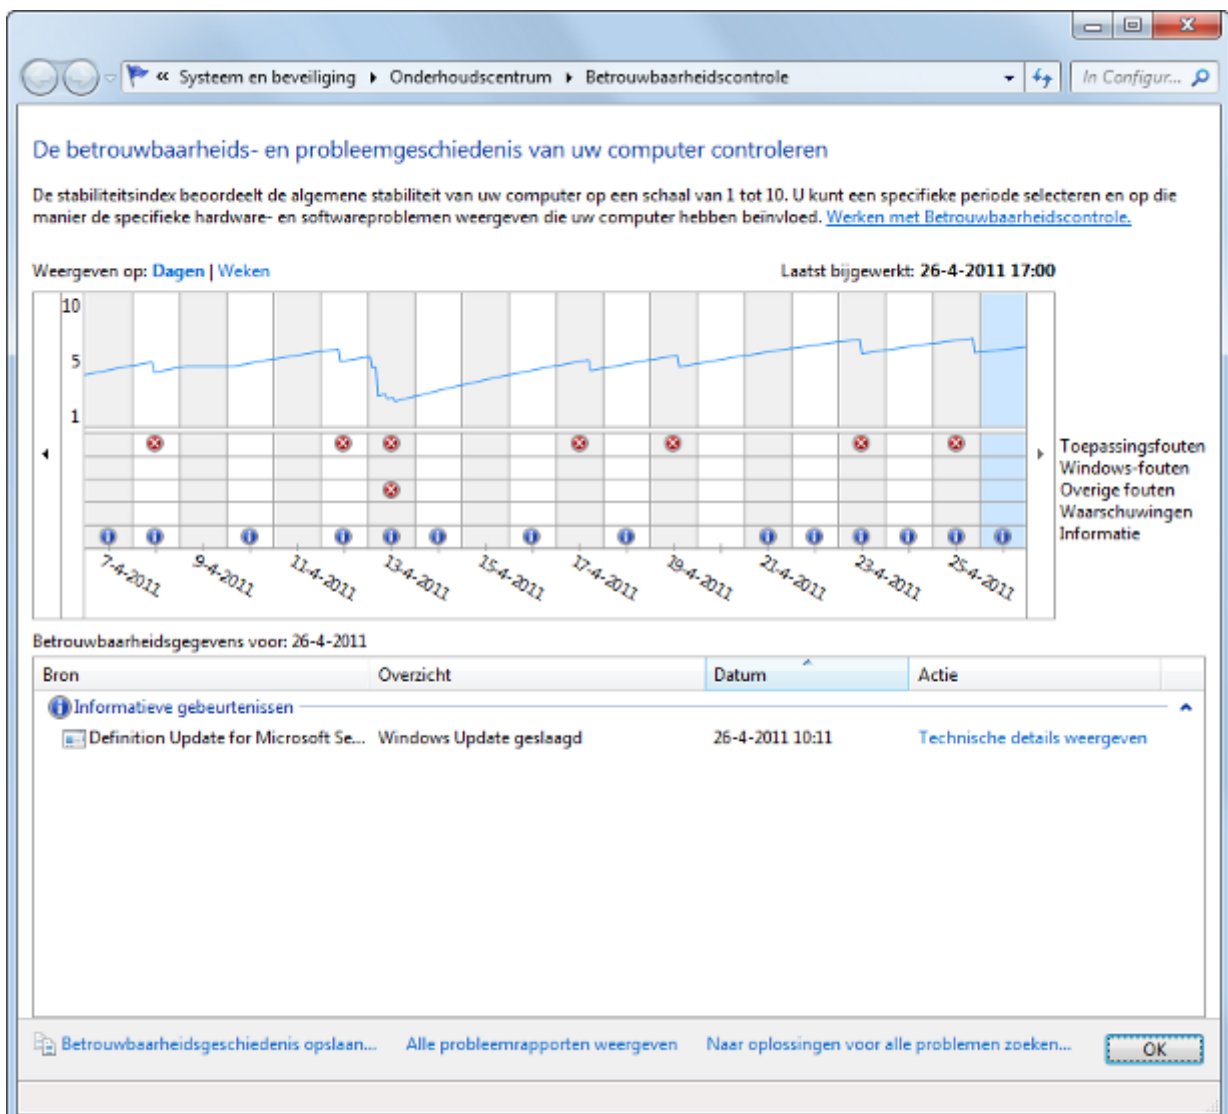 « Systeem en beveiliging ▸ Onderhoudscentrum ▸ Betrouwbaarheidscontrole
In Configur...
De betrouwbaarheids- en probleemgeschiedenis van uw computer controleren
De stabiliteitsindex beoordeelt de algemene stabiliteit van uw computer op een schaal van 1 tot 10. U kunt een specifieke periode selecteren en op die
manier de specifieke hardware- en softwareproblemen weergeven die uw computer hebben beïnvloed. Werken met Betrouwbaarheidscontrole.
Weergeven op: Dagen | Weken
Laatst bijgewerkt: 26-4-2011 17:00
10
5
1
Toepassingsfouten
Windows-fouten
Overige fouten
Waarschuwingen
Informatie
7-4-2011
9-4-2011
11-4-2011
13-4-2011
15-4-2011
17-4-2011
19-4-2011
21-4-2011
23-4-2011
25-4-2011
Betrouwbaarheidsgegevens voor: 26-4-2011
Bron Overzicht Datum Actie
Informatieve gebeurtenissen
Definition Update for Microsoft Se... Windows Update geslaagd 26-4-2011 10:11 Technische details weergeven
Betrouwbaarheidsgeschiedenis opslaan... Alle probleemrapporten weergeven Naar oplossingen voor alle problemen zoeken... OK